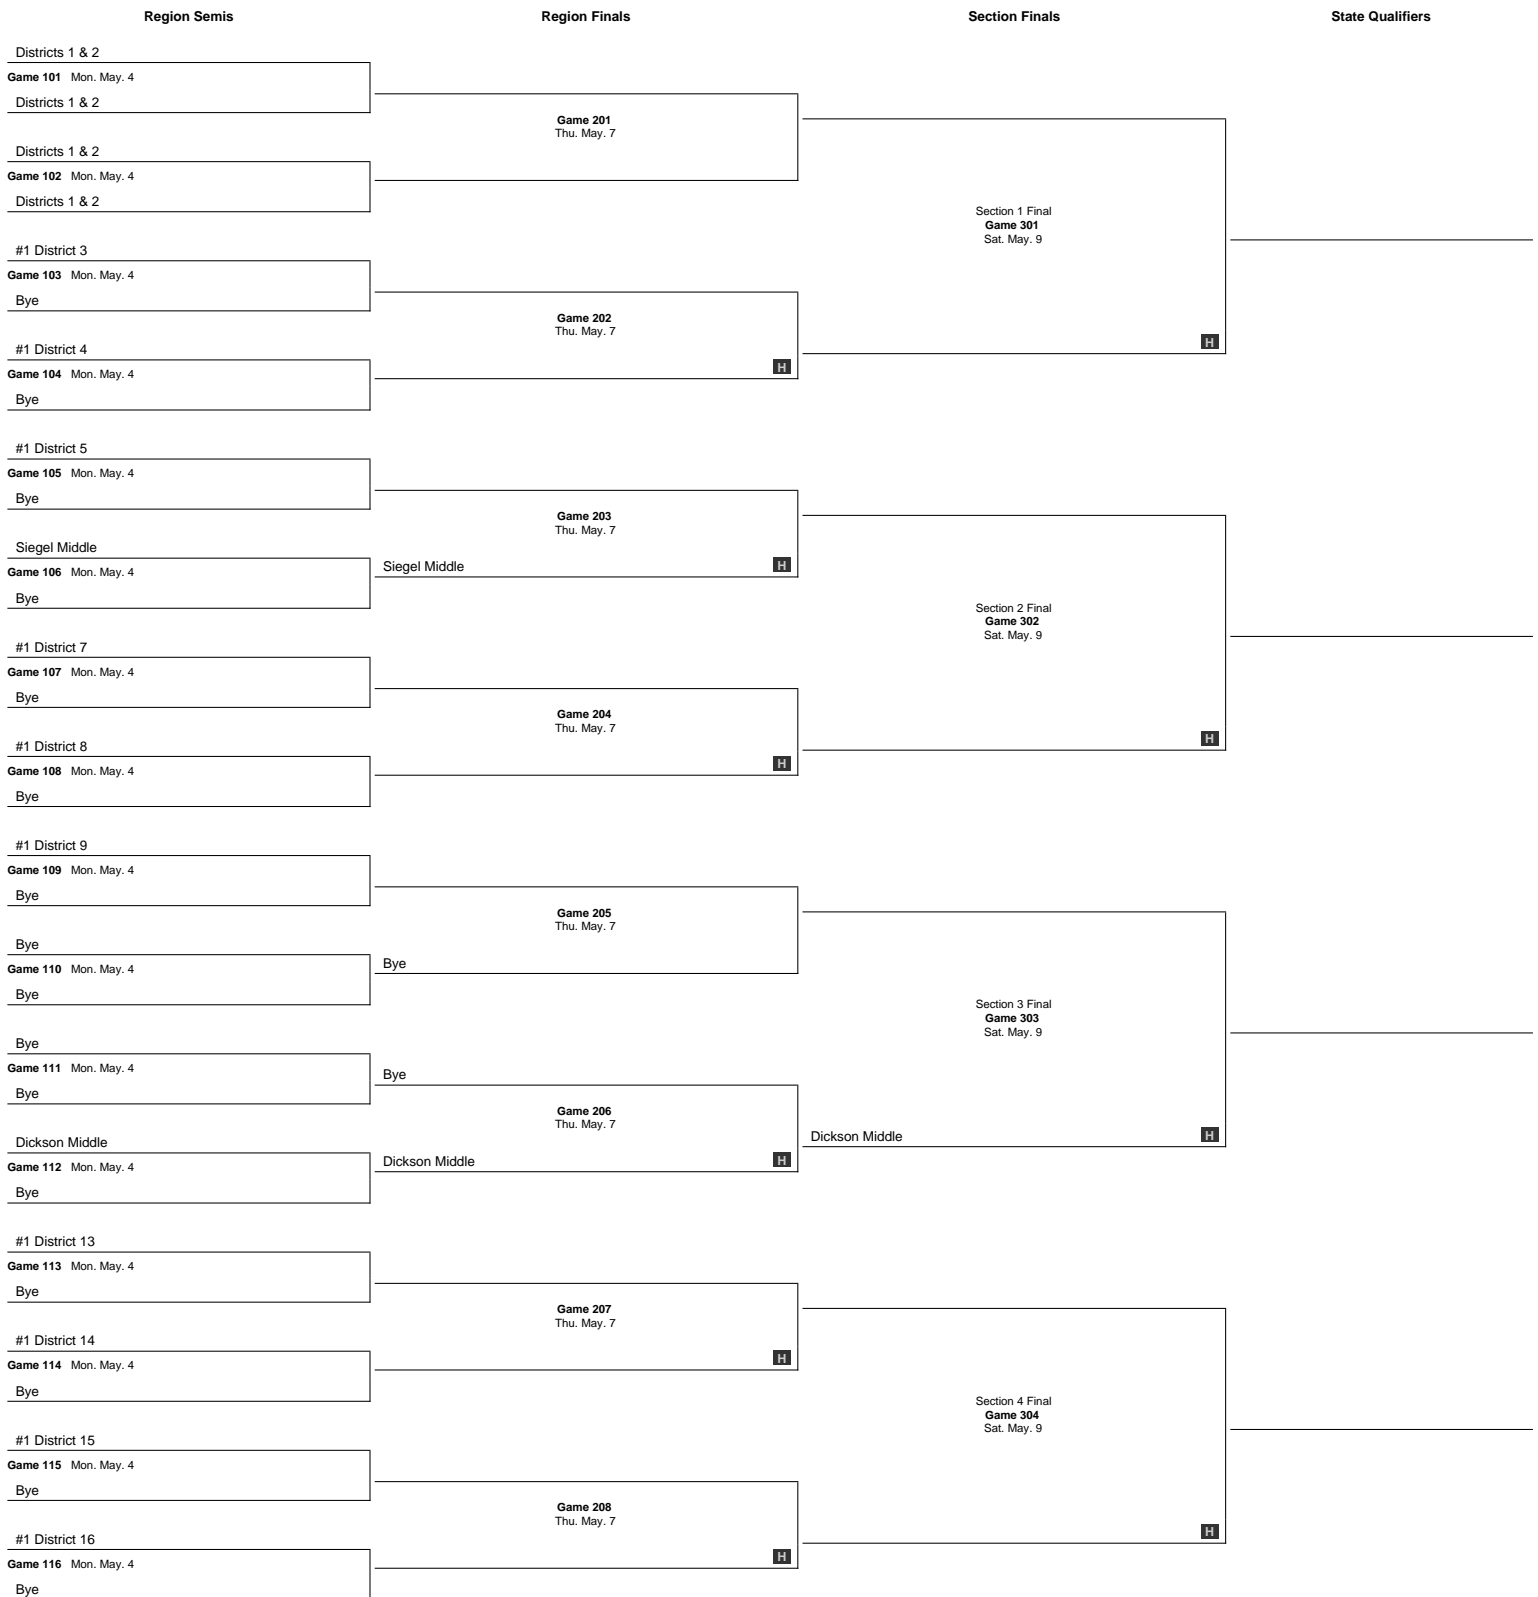 Region Semis
Region Finals
Section Finals
State Qualifiers
Districts 1 & 2
Game 101 Mon. May. 4
Districts 1 & 2
Districts 1 & 2
Game 102 Mon. May. 4
Districts 1 & 2
#1 District 3
Game 103 Mon. May. 4
Bye
#1 District 4
Game 104 Mon. May. 4
Bye
#1 District 5
Game 105 Mon. May. 4
Bye
Siegel Middle
Game 106 Mon. May. 4
Bye
#1 District 7
Game 107 Mon. May. 4
Bye
#1 District 8
Game 108 Mon. May. 4
Bye
#1 District 9
Game 109 Mon. May. 4
Bye
Bye
Game 110 Mon. May. 4
Bye
Bye
Game 111 Mon. May. 4
Bye
Dickson Middle
Game 112 Mon. May. 4
Bye
#1 District 13
Game 113 Mon. May. 4
Bye
#1 District 14
Game 114 Mon. May. 4
Bye
#1 District 15
Game 115 Mon. May. 4
Bye
#1 District 16
Game 116 Mon. May. 4
Bye
Game 201
Thu. May. 7
Game 202
Thu. May. 7
H
Game 203
Thu. May. 7
Siegel Middle
H
Game 204
Thu. May. 7
H
Game 205
Thu. May. 7
Bye
Bye
Game 206
Thu. May. 7
Dickson Middle
H
Game 207
Thu. May. 7
H
Game 208
Thu. May. 7
H
Section 1 Final
Game 301
Sat. May. 9
H
Section 2 Final
Game 302
Sat. May. 9
H
Section 3 Final
Game 303
Sat. May. 9
Dickson Middle
H
Section 4 Final
Game 304
Sat. May. 9
H